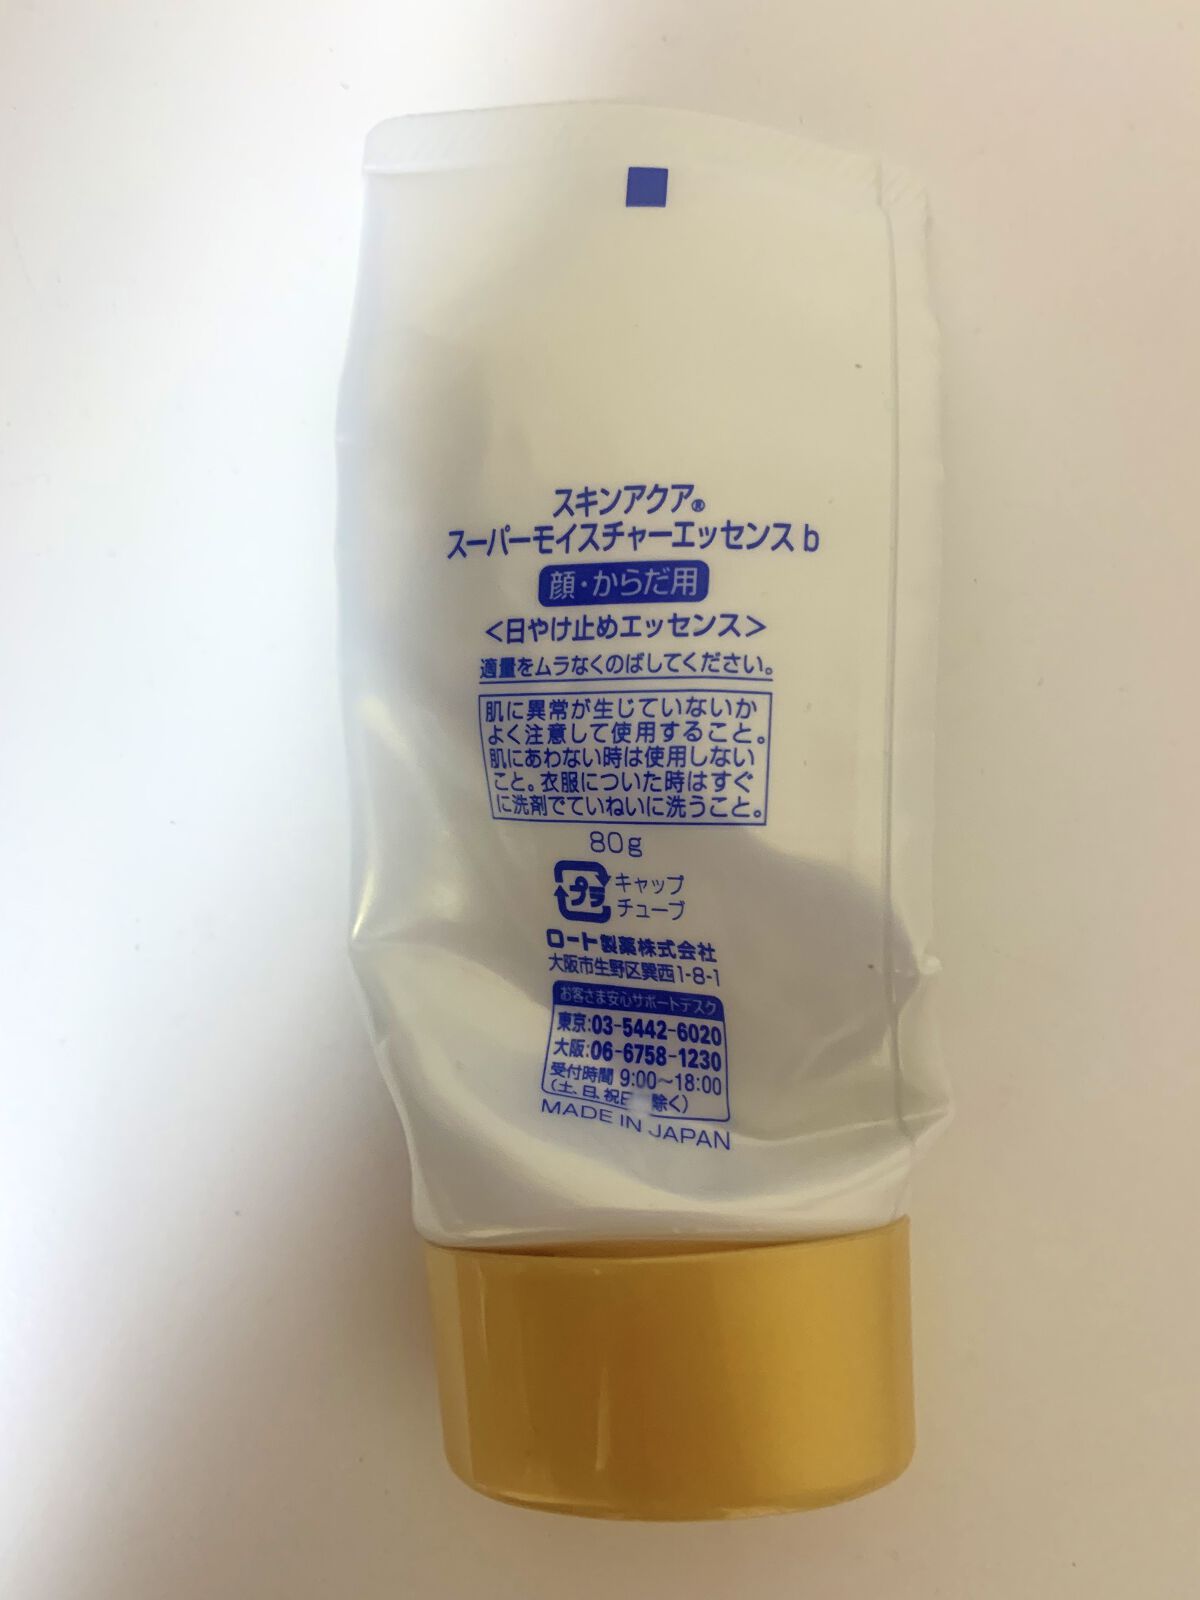 スキンアクア®
スーパーモイスチャーエッセンス b
顔・からだ用
＜日やけ止めエッセンス＞
適量をムラなくのばしてください。
肌に異常が生じていないか
よく注意して使用すること。
肌にあわない時は使用しない
こと。衣服についた時はすぐ
に洗剤でていねいに洗うこと。
80g
プラ
キャップ
チューブ
ロート製薬株式会社
大阪市生野区巽西1-8-1
お客さま安心サポートデスク
東京:03-5442-6020
大阪:06-6758-1230
受付時間 9:00〜18:00
(土、日、祝日 除く)
MADE IN JAPAN